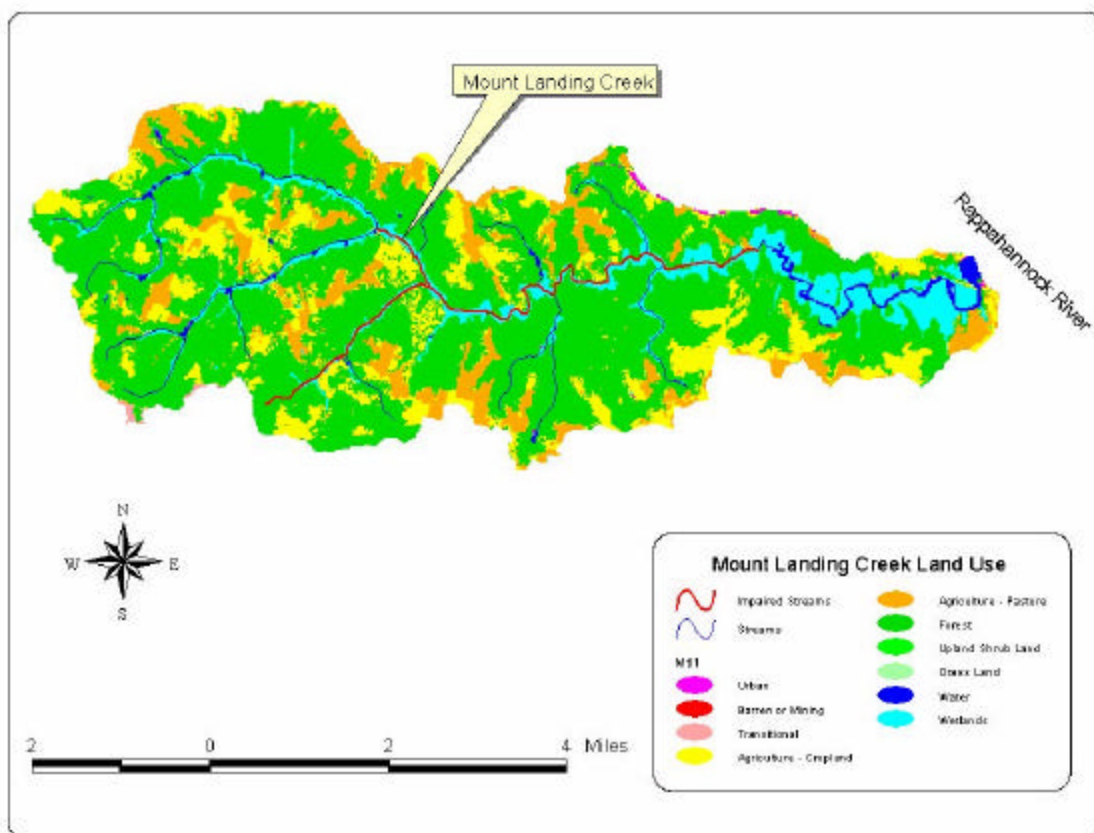 Mount Landing Creek
Rappahannock River
N
W E
S
Mount Landing Creek Land Use
Impaired Streams
Streams
M11
Urban
Barren or Mining
Transitional
Agriculture - Cropland
Agriculture - Pasture
Forest
Upland Shrub Land
Grass Land
Water
Wetlands
2 0 2 4 Miles